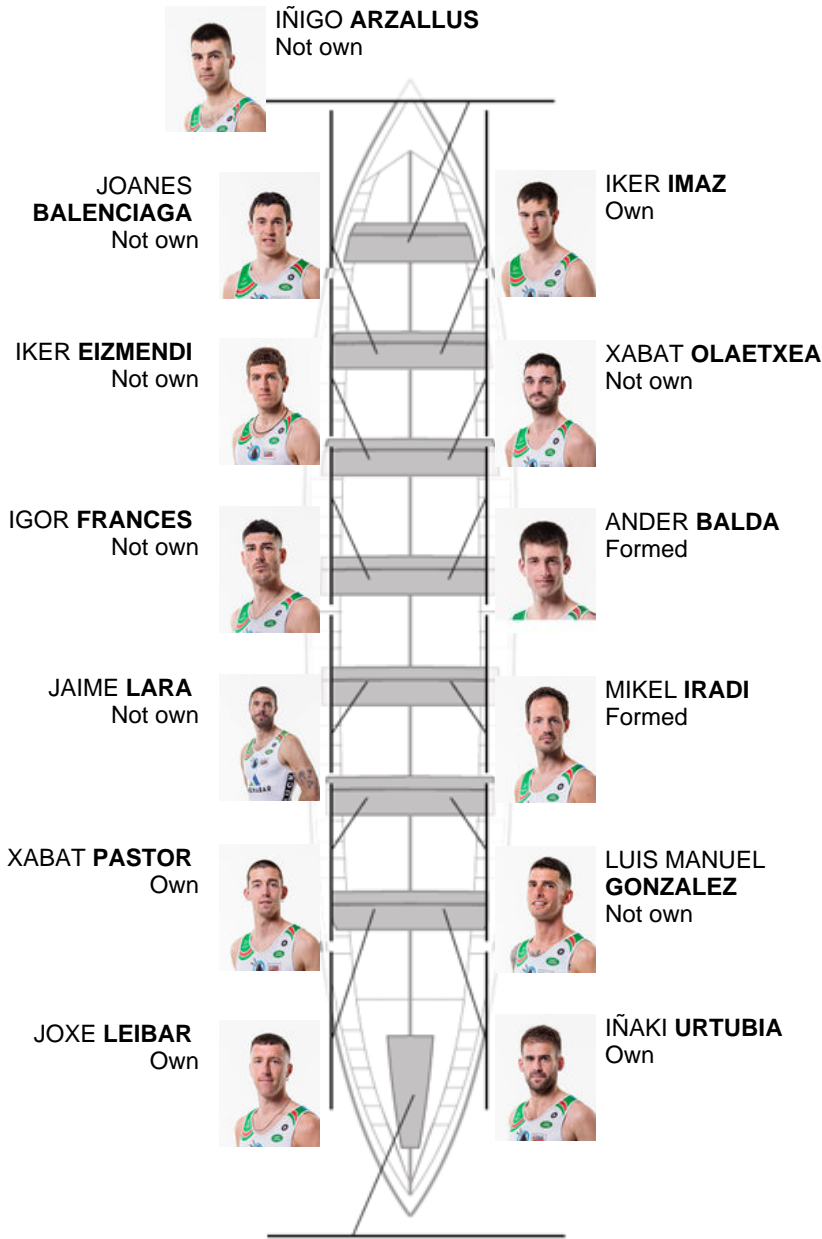 IÑIGO ARZALLUS
Not own
JOANES
BALENCIAGA
Not own
IKER IMAZ
Own
IKER EIZMENDI
Not own
XABAT OLAETXEA
Not own
IGOR FRANCES
Not own
ANDER BALDA
Formed
JAIME LARA
Not own
MIKEL IRADI
Formed
XABAT PASTOR
Own
LUIS MANUEL
GONZALEZ
Not own
JOXE LEIBAR
Own
IÑAKI URTUBIA
Own